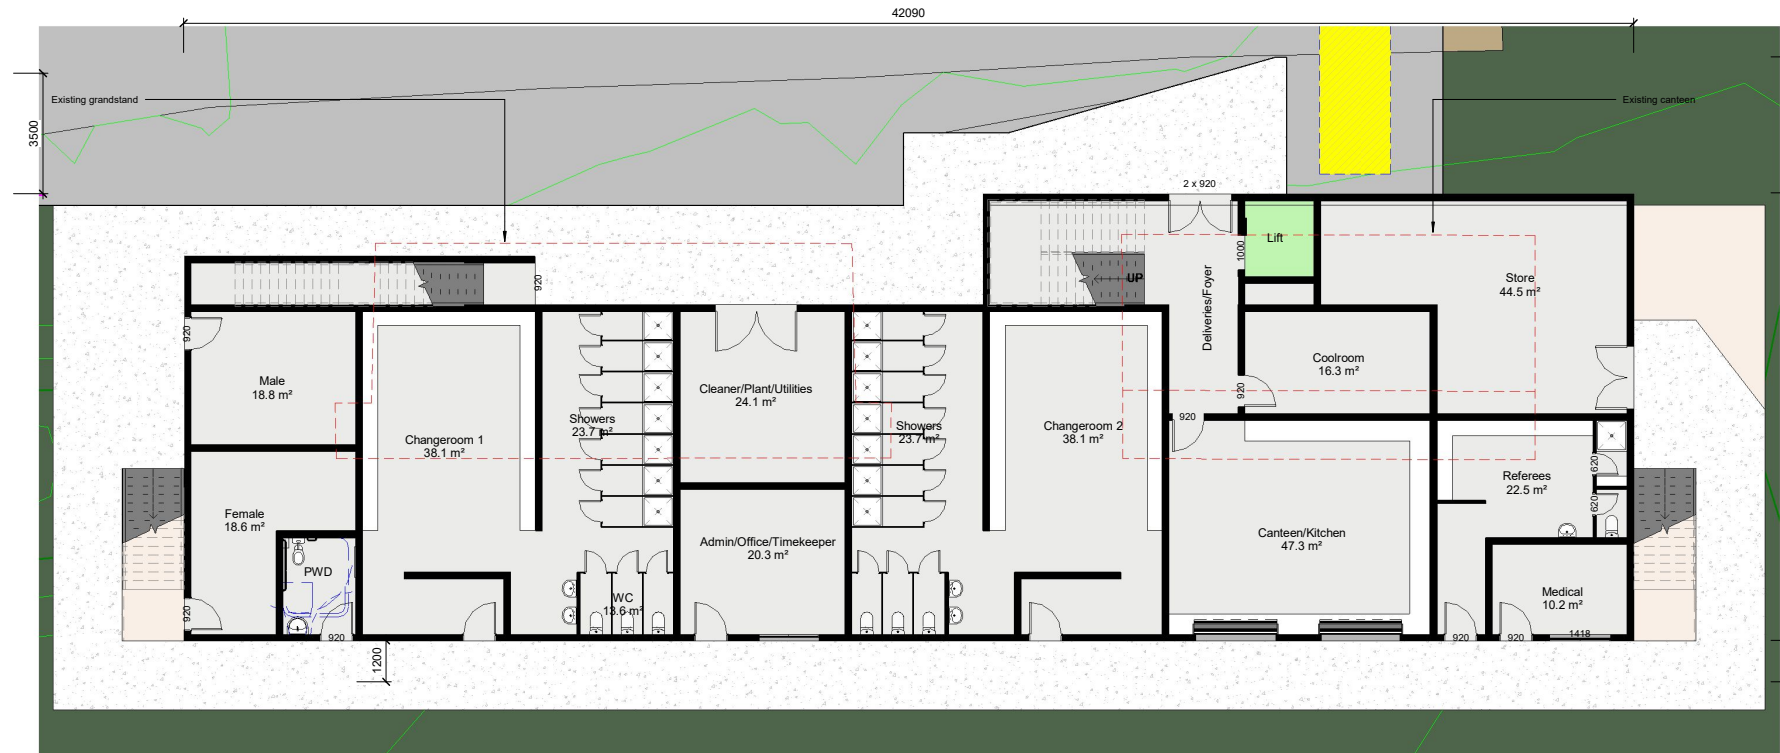 42090
Existing grandstand
Existing canteen
3500
2 x 920
Lift
1000
920
UP
Store
44.5 m²
Deliveries/Foyer
920
Male
18.8 m²
Cleaner/Plant/Utilities
24.1 m²
Coolroom
16.3 m²
920
Showers
23.7 m²
Showers
23.7 m²
Changeroom 1
38.1 m²
Changeroom 2
38.1 m²
920
620
Referees
22.5 m²
620
Female
18.6 m²
Canteen/Kitchen
47.3 m²
Admin/Office/Timekeeper
20.3 m²
PWD
WC
13.6 m²
Medical
10.2 m²
920
920
920
920
1418
1200